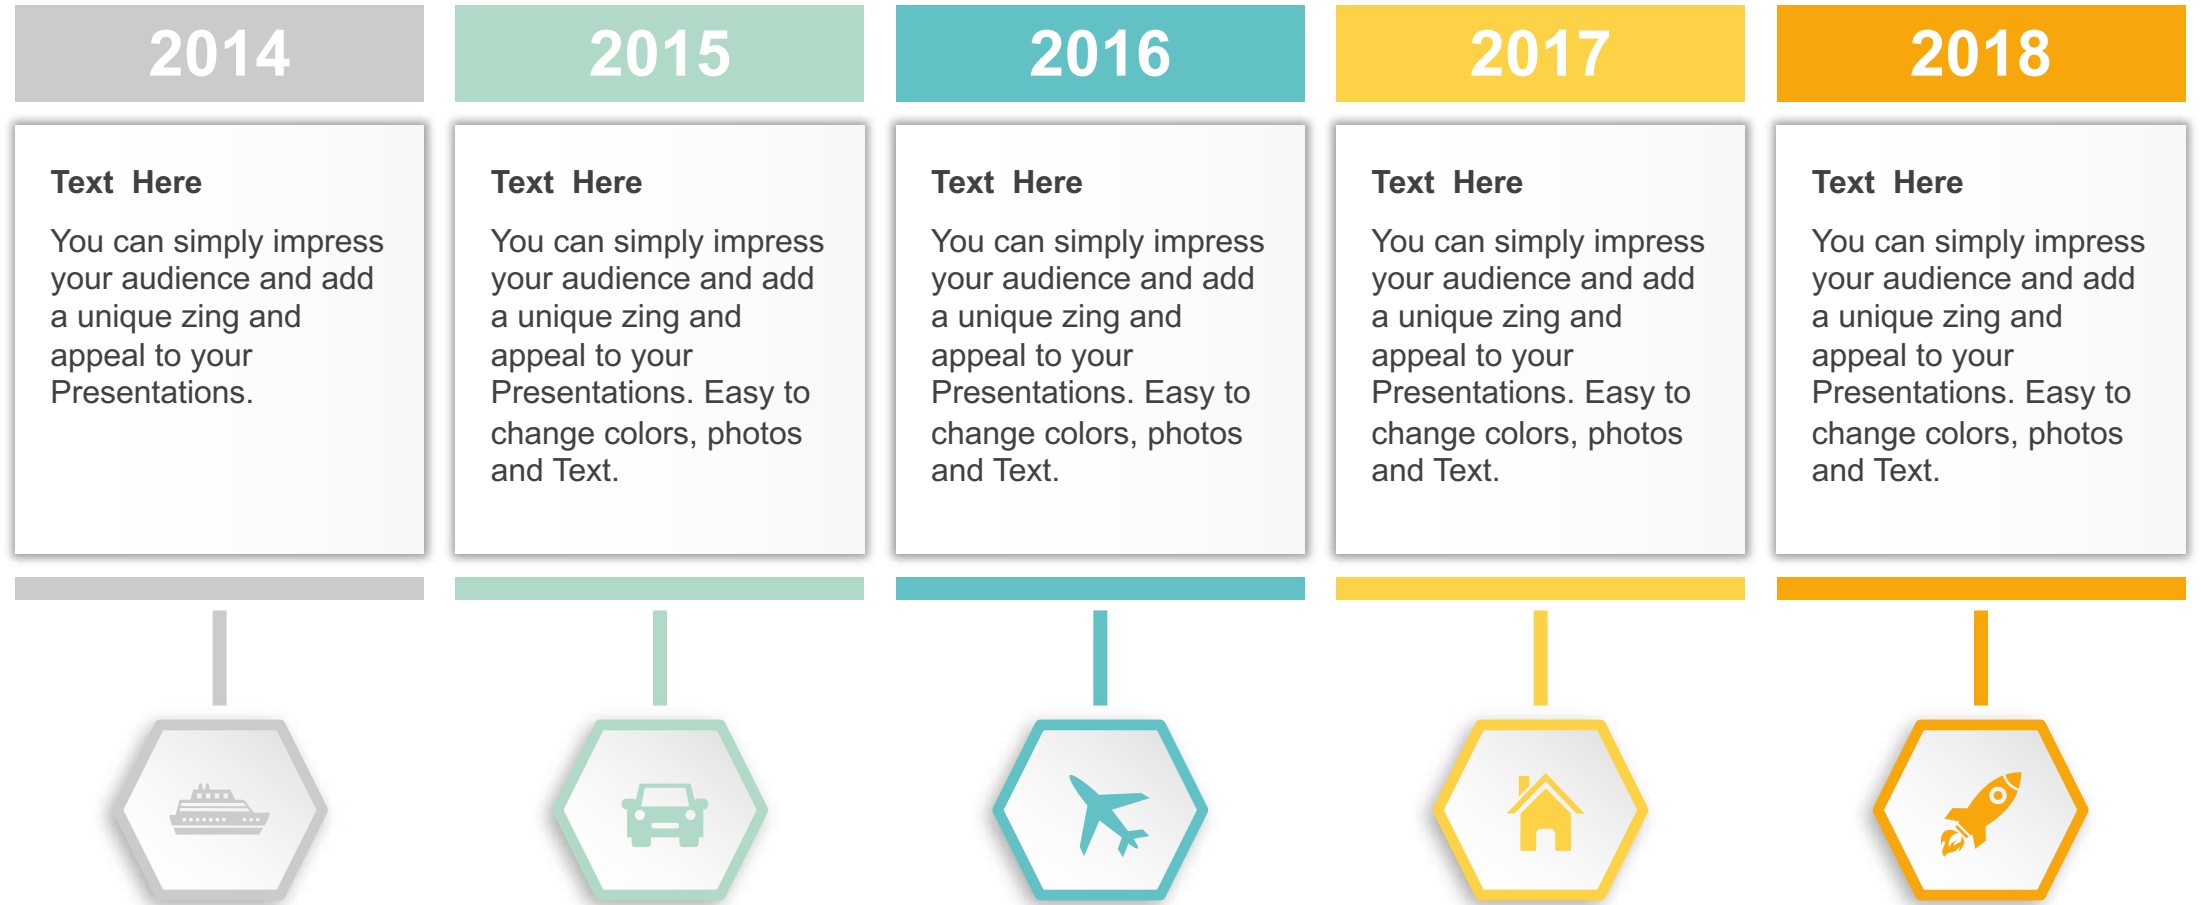 2014
Text  Here
You can simply impress
your audience and add
a unique zing and
appeal to your
Presentations.
2015
Text  Here
You can simply impress
your audience and add
a unique zing and
appeal to your
Presentations. Easy to
change colors, photos
and Text.
2016
Text  Here
You can simply impress
your audience and add
a unique zing and
appeal to your
Presentations. Easy to
change colors, photos
and Text.
2017
Text  Here
You can simply impress
your audience and add
a unique zing and
appeal to your
Presentations. Easy to
change colors, photos
and Text.
2018
Text  Here
You can simply impress
your audience and add
a unique zing and
appeal to your
Presentations. Easy to
change colors, photos
and Text.